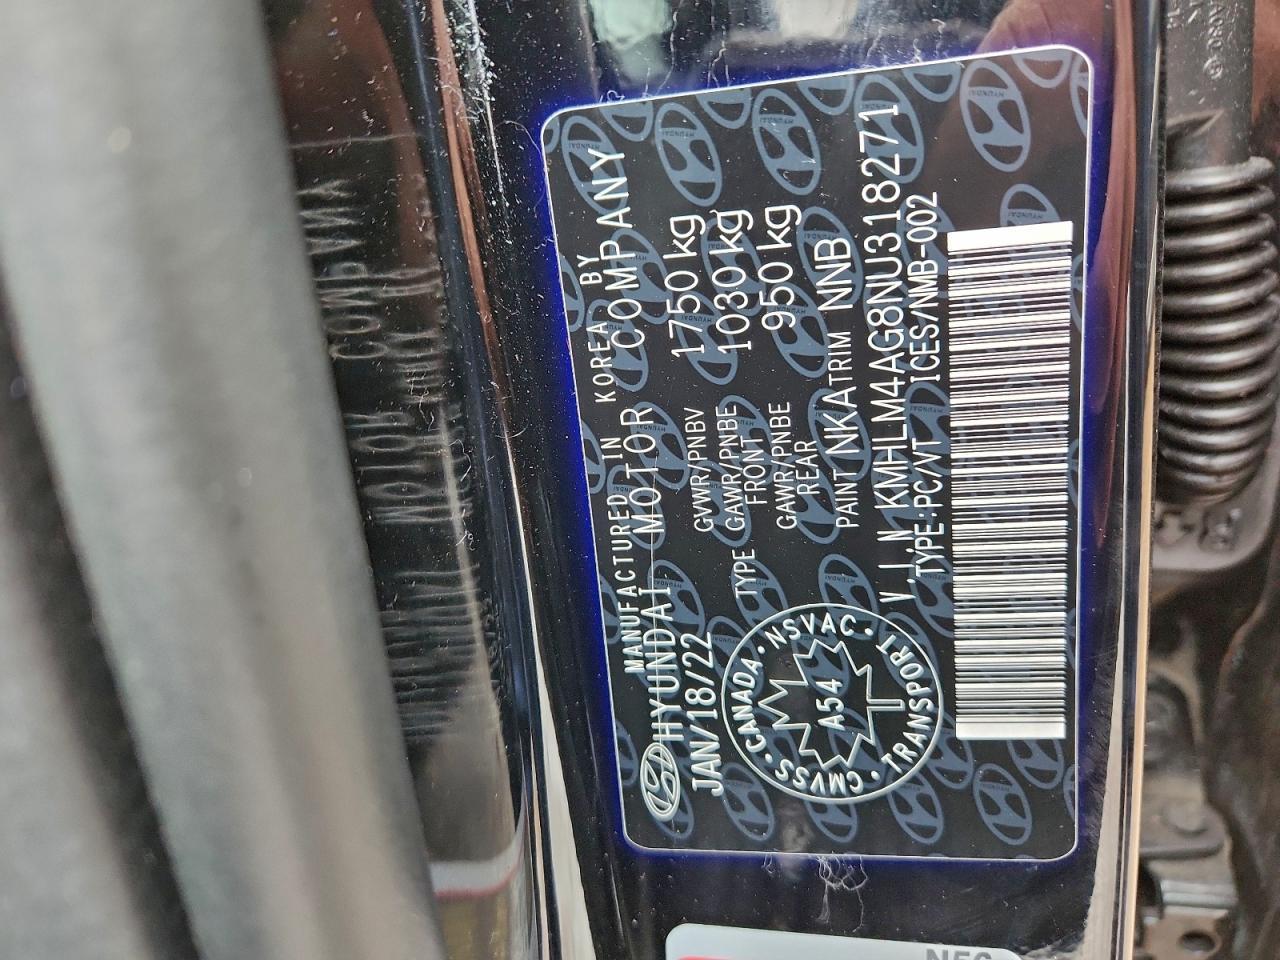 MANUFACTURED IN KOREA BY
HYUNDAI MOTOR COMPANY
JAN/18/22
GVWR/PNBV 1750 kg
TYPE GAWR/PNBE FRONT 1030 kg
GAWR/PNBE REAR 950 kg
PAINT NKA TRIM NNB
V.I.N KMHLM4AG8NU318271
TYPE:PC/VT ICES/NMB-002
CMVSS · CANADA · NSVAC · TRANSPORT
A54